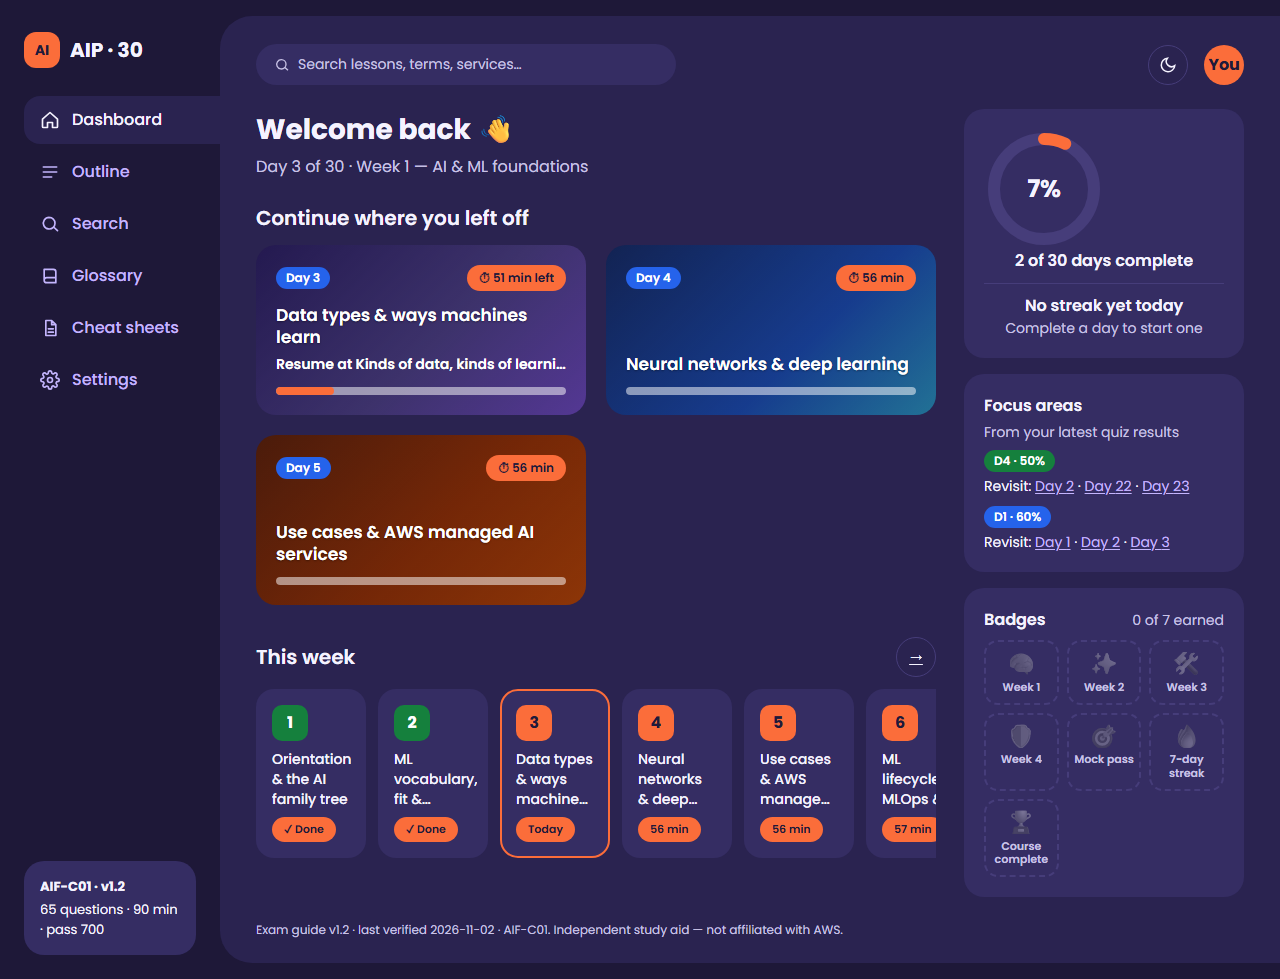 AI
AIP · 30
Dashboard
Outline
Search
Glossary
Cheat sheets
Settings
AIF-C01 · v1.2
65 questions · 90 min
· pass 700
Search lessons, terms, services…
You
Welcome back 👋
Day 3 of 30 · Week 1 — AI & ML foundations
Continue where you left off
Day 3
⏱ 51 min left
Data types & ways machines
learn
Resume at Kinds of data, kinds of learni…
Day 4
⏱ 56 min
Neural networks & deep learning
Day 5
⏱ 56 min
Use cases & AWS managed AI
services
This week
→
1
Orientation
& the AI
family tree
✓ Done
2
ML
vocabulary,
fit &…
✓ Done
3
Data types
& ways
machine…
Today
4
Neural
networks
& deep…
56 min
5
Use cases
& AWS
manage…
56 min
6
ML
lifecycle
MLOps &
57 min
Exam guide v1.2 · last verified 2026-11-02 · AIF-C01. Independent study aid — not affiliated with AWS.
7%
2 of 30 days complete
No streak yet today
Complete a day to start one
Focus areas
From your latest quiz results
D4 · 50%
Revisit: Day 2 · Day 22 · Day 23
D1 · 60%
Revisit: Day 1 · Day 2 · Day 3
Badges
0 of 7 earned
Week 1
Week 2
Week 3
Week 4
Mock pass
7-day
streak
Course
complete